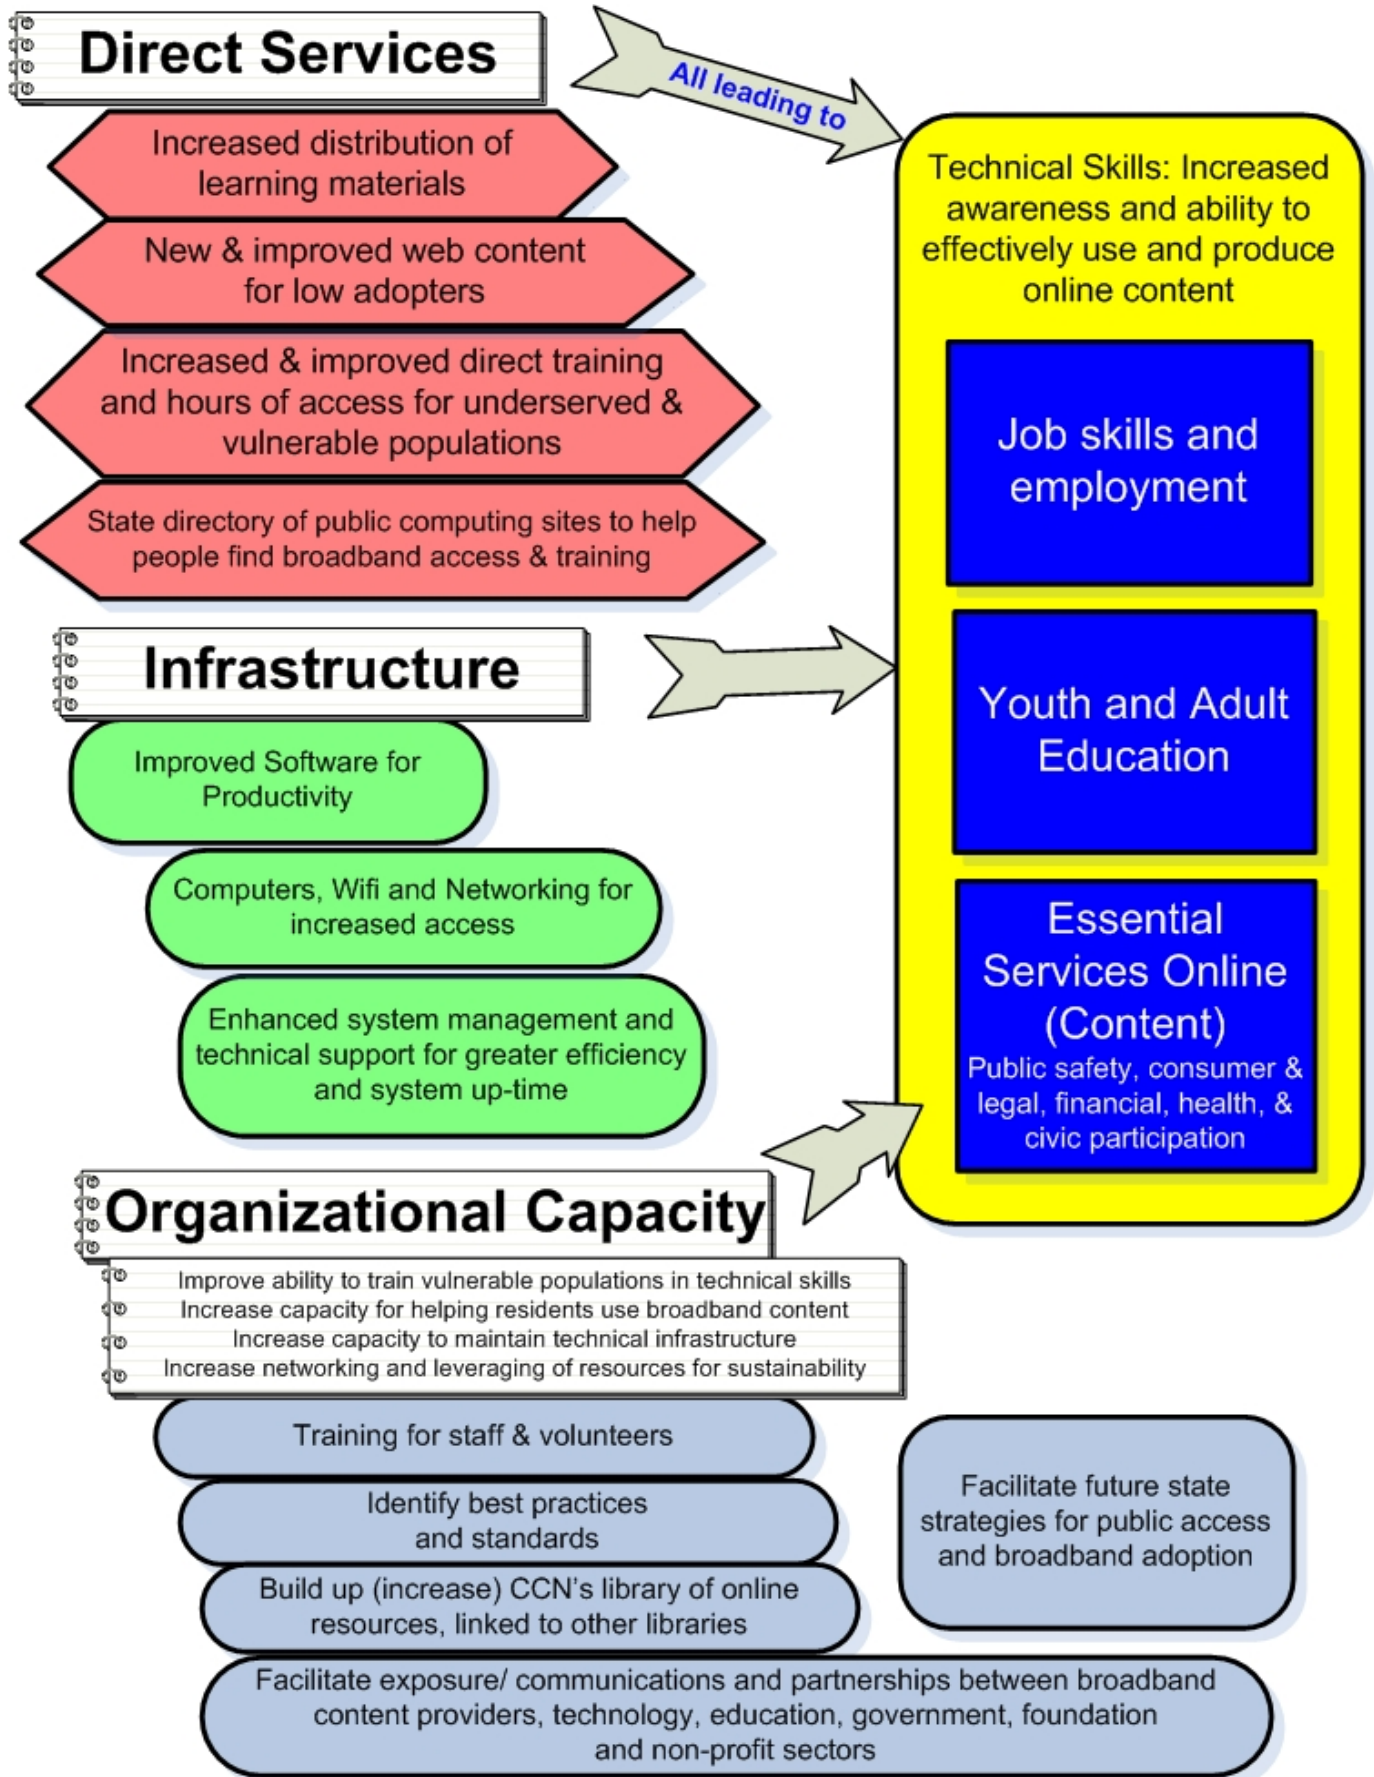 Direct Services
All leading to
Increased distribution of
learning materials
New & improved web content
for low adopters
Increased & improved direct training
and hours of access for underserved &
vulnerable populations
State directory of public computing sites to help
people find broadband access & training
Technical Skills: Increased
awareness and ability to
effectively use and produce
online content
Job skills and
employment
Youth and Adult
Education
Essential
Services Online
(Content)
Public safety, consumer &
legal, financial, health, &
civic participation
Infrastructure
Improved Software for
Productivity
Computers, Wifi and Networking for
increased access
Enhanced system management and
technical support for greater efficiency
and system up-time
Organizational Capacity
Improve ability to train vulnerable populations in technical skills
Increase capacity for helping residents use broadband content
Increase capacity to maintain technical infrastructure
Increase networking and leveraging of resources for sustainability
Training for staff & volunteers
Identify best practices
and standards
Build up (increase) CCN's library of online
resources, linked to other libraries
Facilitate exposure/ communications and partnerships between broadband
content providers, technology, education, government, foundation
and non-profit sectors
Facilitate future state
strategies for public access
and broadband adoption